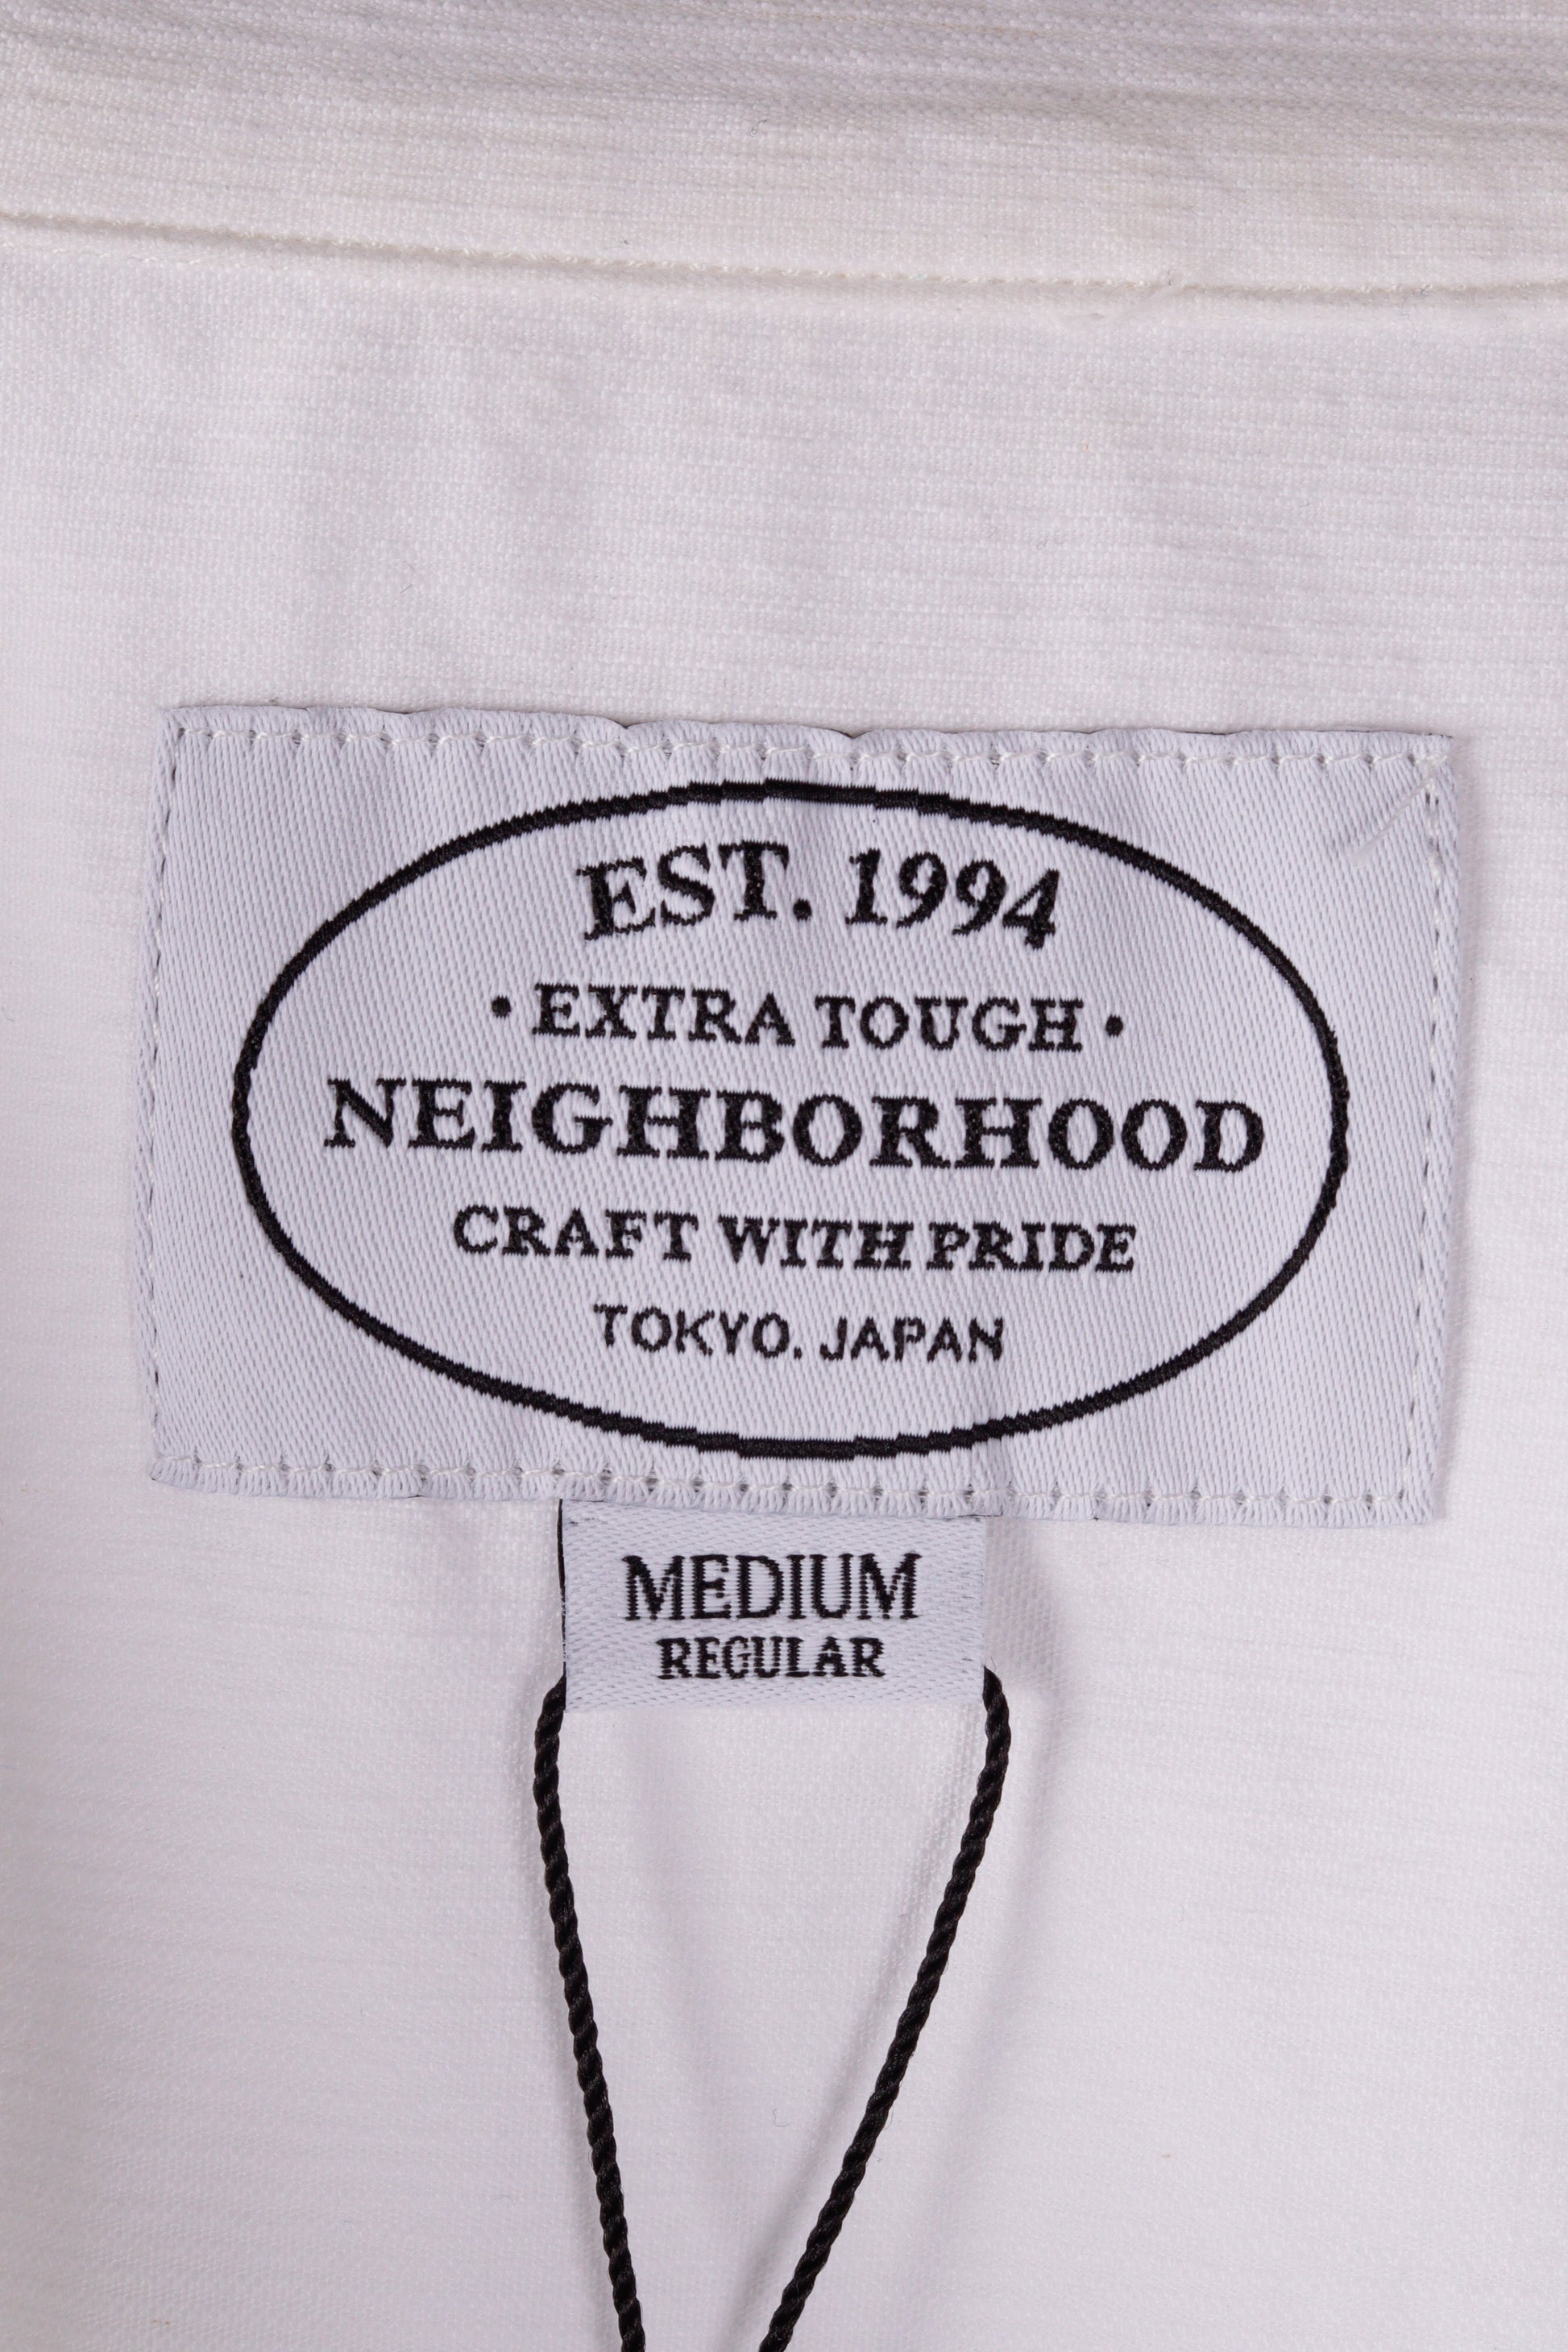 EST. 1994
• EXTRA TOUGH •
NEIGHBORHOOD
CRAFT WITH PRIDE
TOKYO. JAPAN
MEDIUM
REGULAR